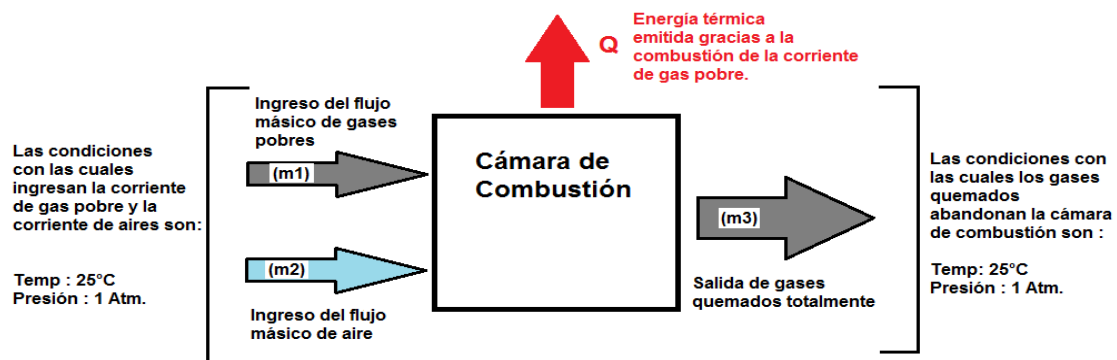 Q
Energía térmica
emitida gracias a la
combustión de la corriente
de gas pobre.
Ingreso del flujo
másico de gases
pobres
Las condiciones
con las cuales
ingresan la corriente
de gas pobre y la
corriente de aires son:
Temp : 25°C
Presión : 1 Atm.
(m1)
(m2)
Ingreso del flujo
másico de aire
Cámara de
Combustión
(m3)
Salida de gases
quemados totalmente
Las condiciones con
las cuales los gases
quemados
abandonan la cámara
de combustión son :
Temp: 25°C
Presión : 1 Atm.